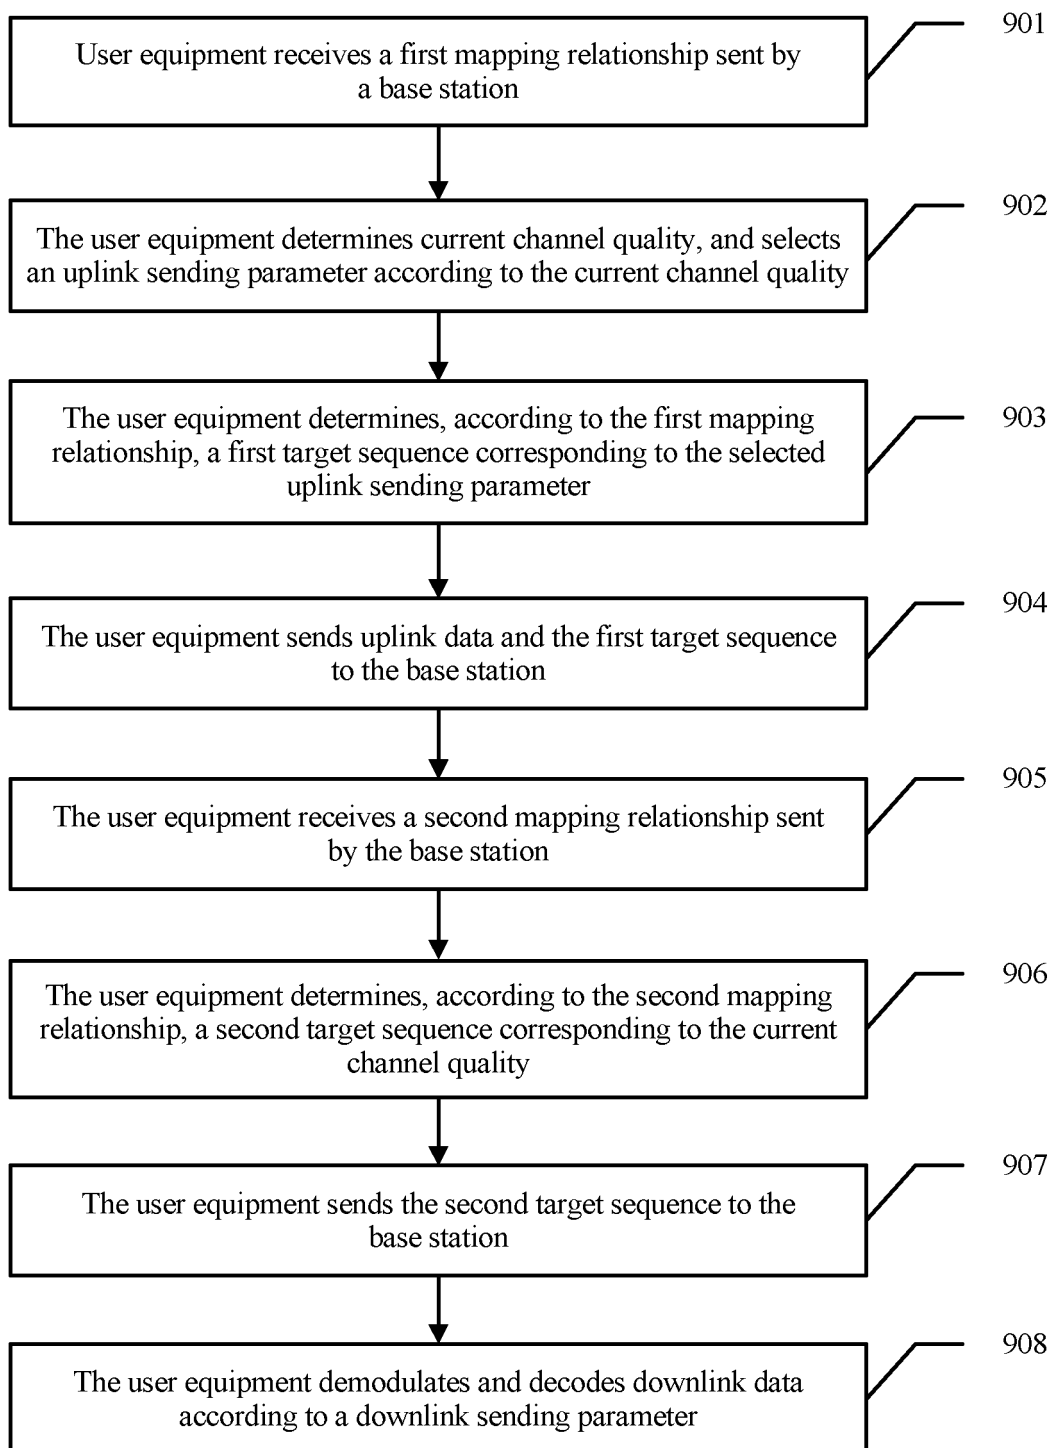 User equipment receives a first mapping relationship sent by
a base station
901
The user equipment determines current channel quality, and selects
an uplink sending parameter according to the current channel quality
902
The user equipment determines, according to the first mapping
relationship, a first target sequence corresponding to the selected
uplink sending parameter
903
The user equipment sends uplink data and the first target sequence
to the base station
904
The user equipment receives a second mapping relationship sent
by the base station
905
The user equipment determines, according to the second mapping
relationship, a second target sequence corresponding to the current
channel quality
906
The user equipment sends the second target sequence to the
base station
907
The user equipment demodulates and decodes downlink data
according to a downlink sending parameter
908